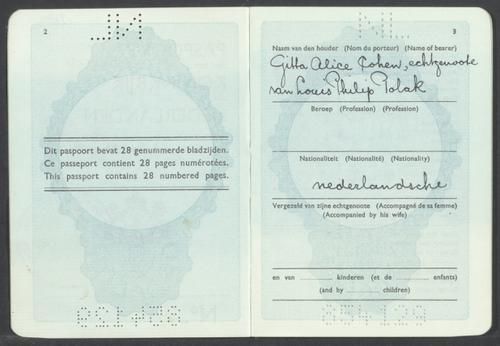 2
Dit paspoort bevat 28 genummerde bladzijden.
Ce passeport contient 28 pages numérotées.
This passport contains 28 numbered pages.
3
Naam van den houder (Nom du porteur) (Name of bearer)
Gitta Alice Cohen, echtgenoote
van Louis Philip Polak
Beroep (Profession) (Profession)
Nationaliteit (Nationalité) (Nationality)
nederlandsche
Vergezeld van zijne echtgenoote (Accompagné de sa femme)
(Accompanied by his wife)
en van ......... kinderen (et de ......... enfants)
(and by ......... children)